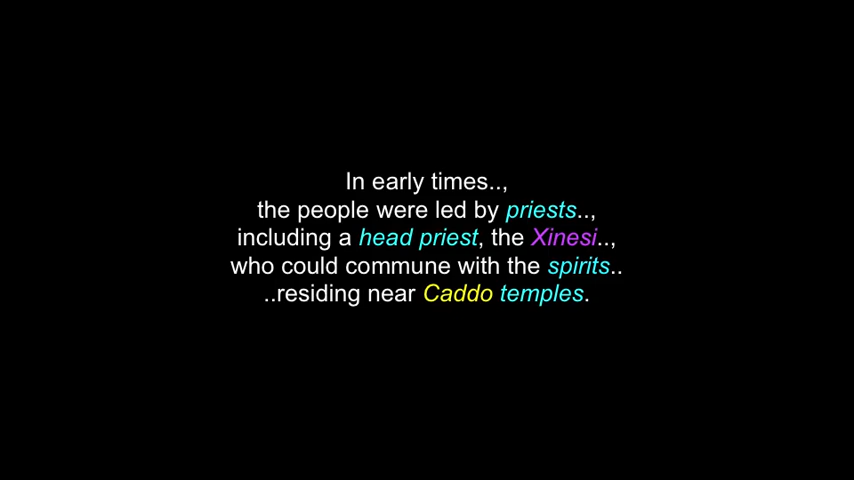 In early times..,
the people were led by priests..,
including a head priest, the Xinesi..,
who could commune with the spirits..
..residing near Caddo temples.